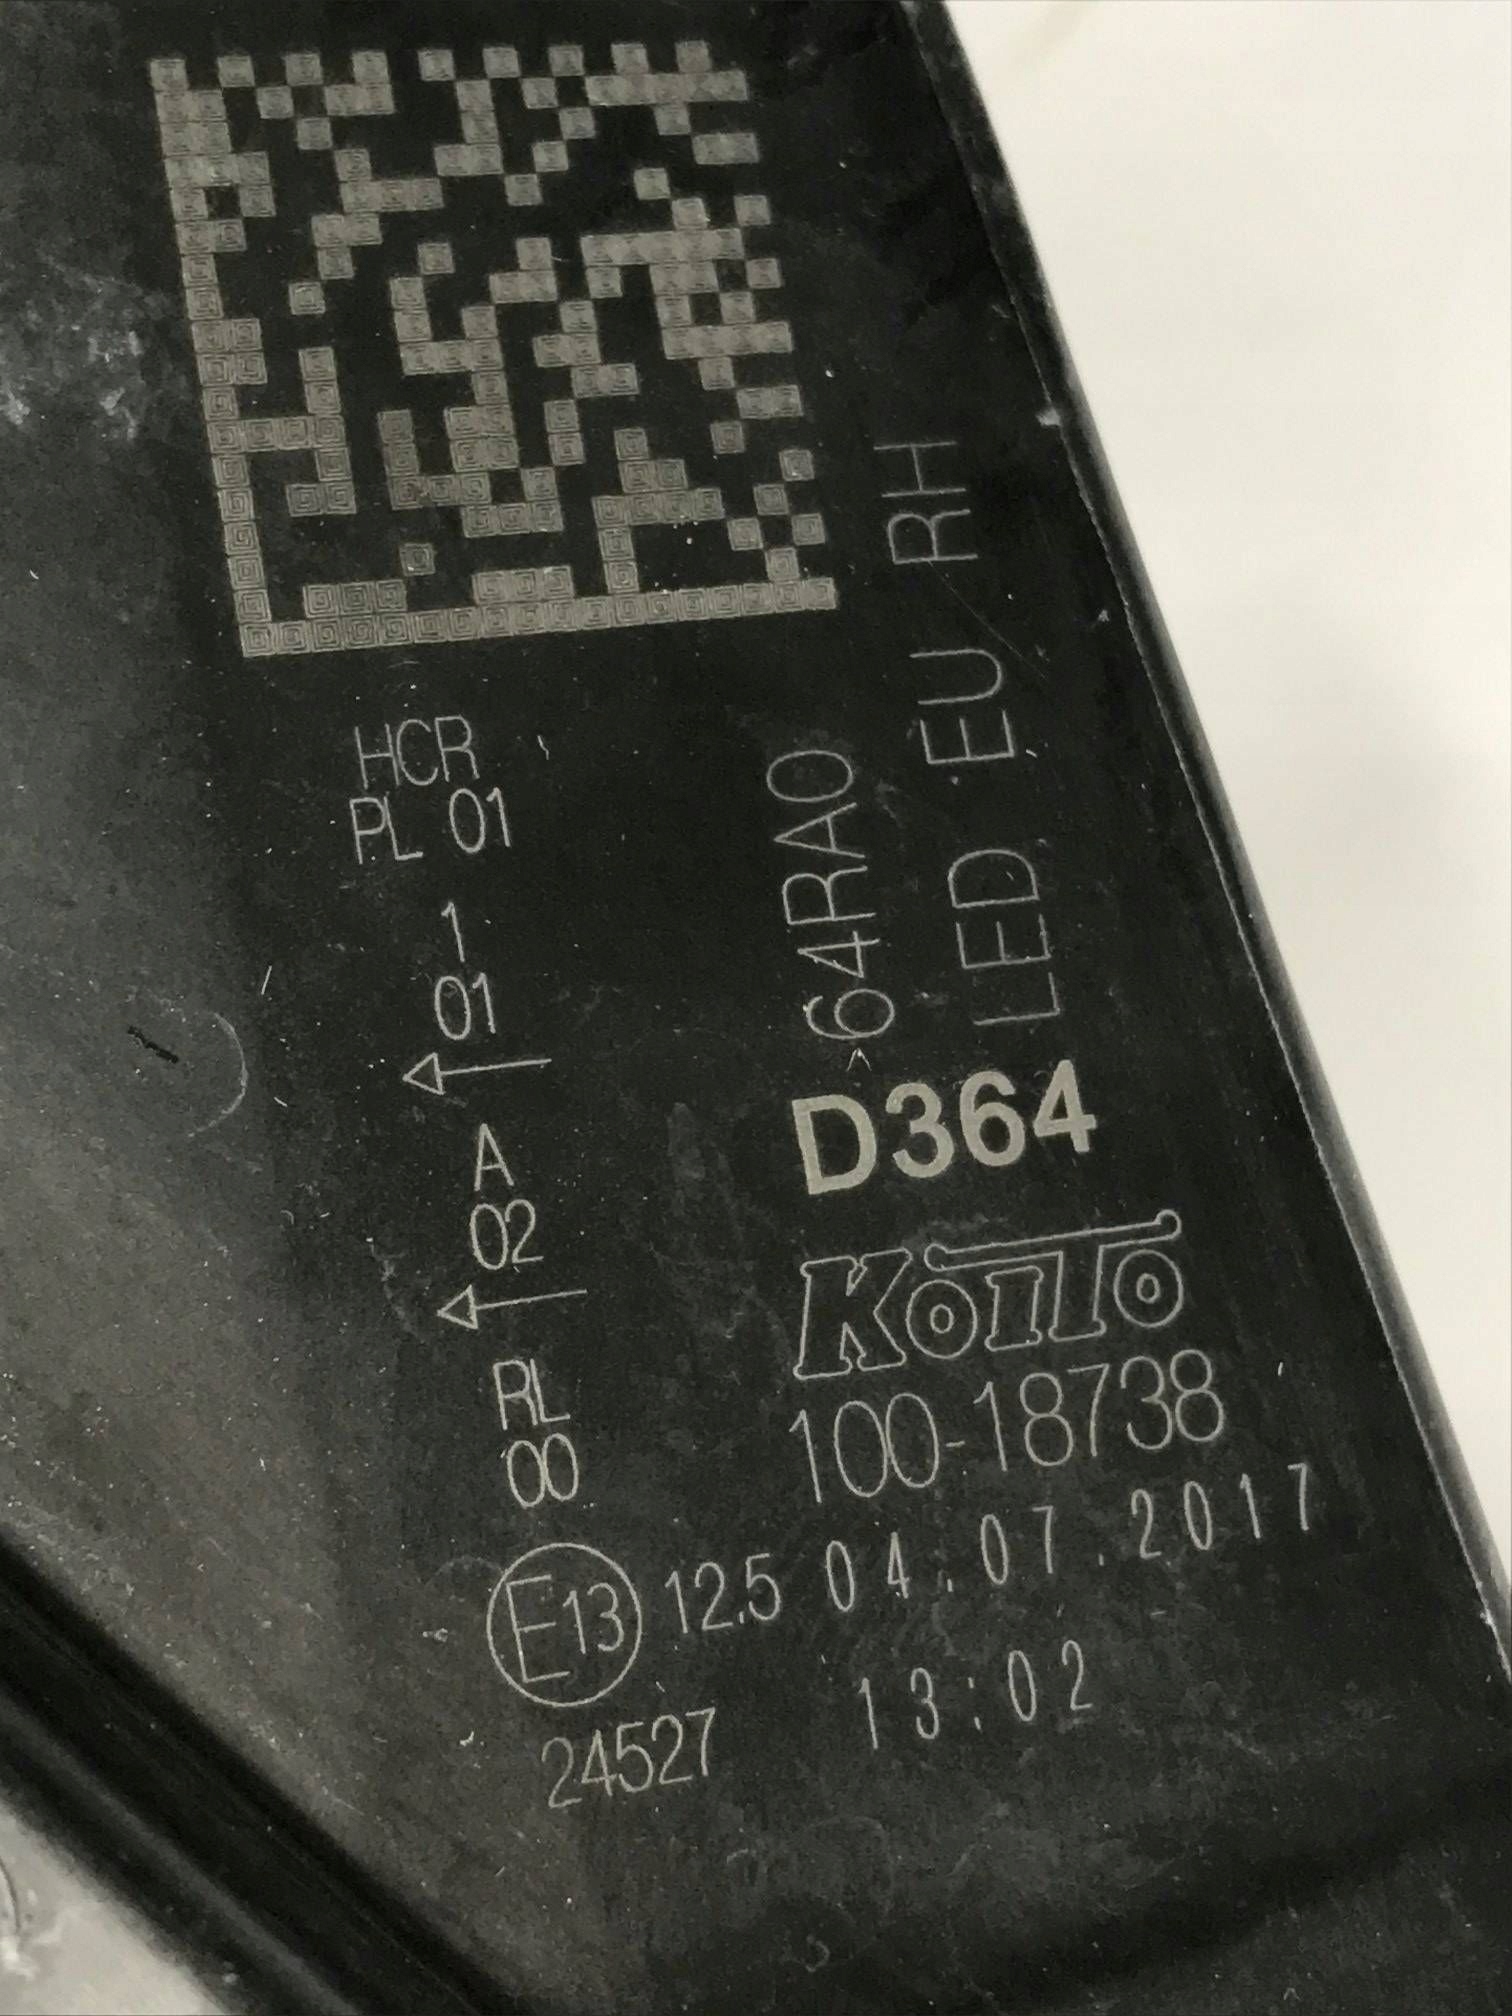 HCR
PL 01
1
01
A
02
RL
00
E13
24527
64RA0
LED EU RH
D364
KOITO
100-18738
12.5 04.07.2017
13:02